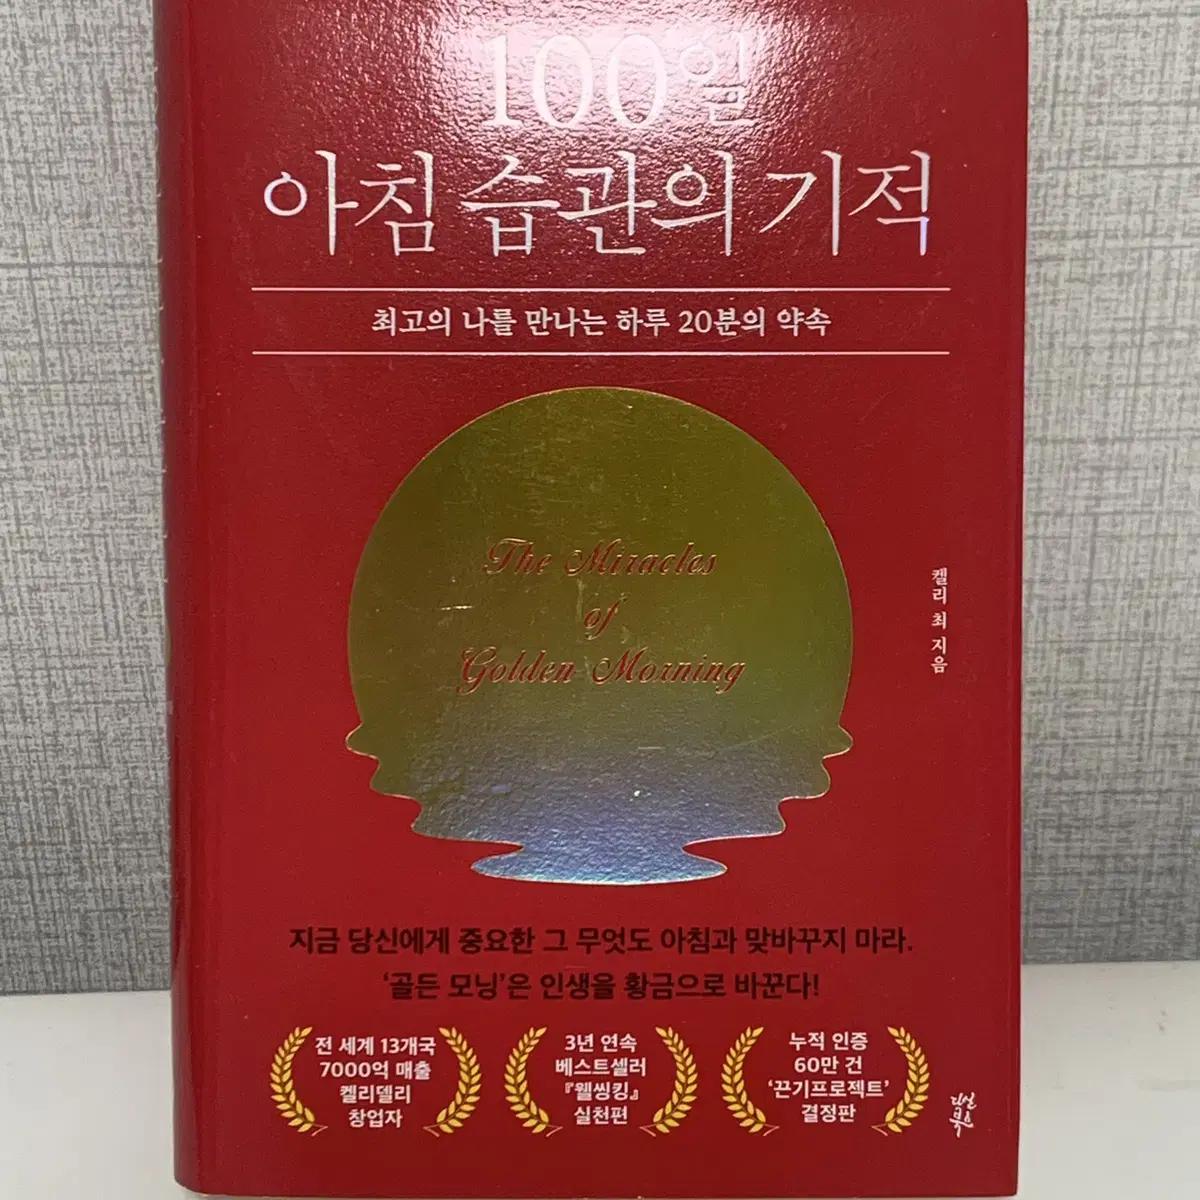 100일
아침 습관의 기적
최고의 나를 만나는 하루 20분의 약속
The Miracles
of
Golden Morning
켈리 최 지음
지금 당신에게 중요한 그 무엇도 아침과 맞바꾸지 마라.
'골든 모닝'은 인생을 황금으로 바꾼다!
전 세계 13개국
7000억 매출
켈리델리
창업자
3년 연속
베스트셀러
『웰씽킹』
실천편
누적 인증
60만 건
'끈기프로젝트'
결정판
다산
북스